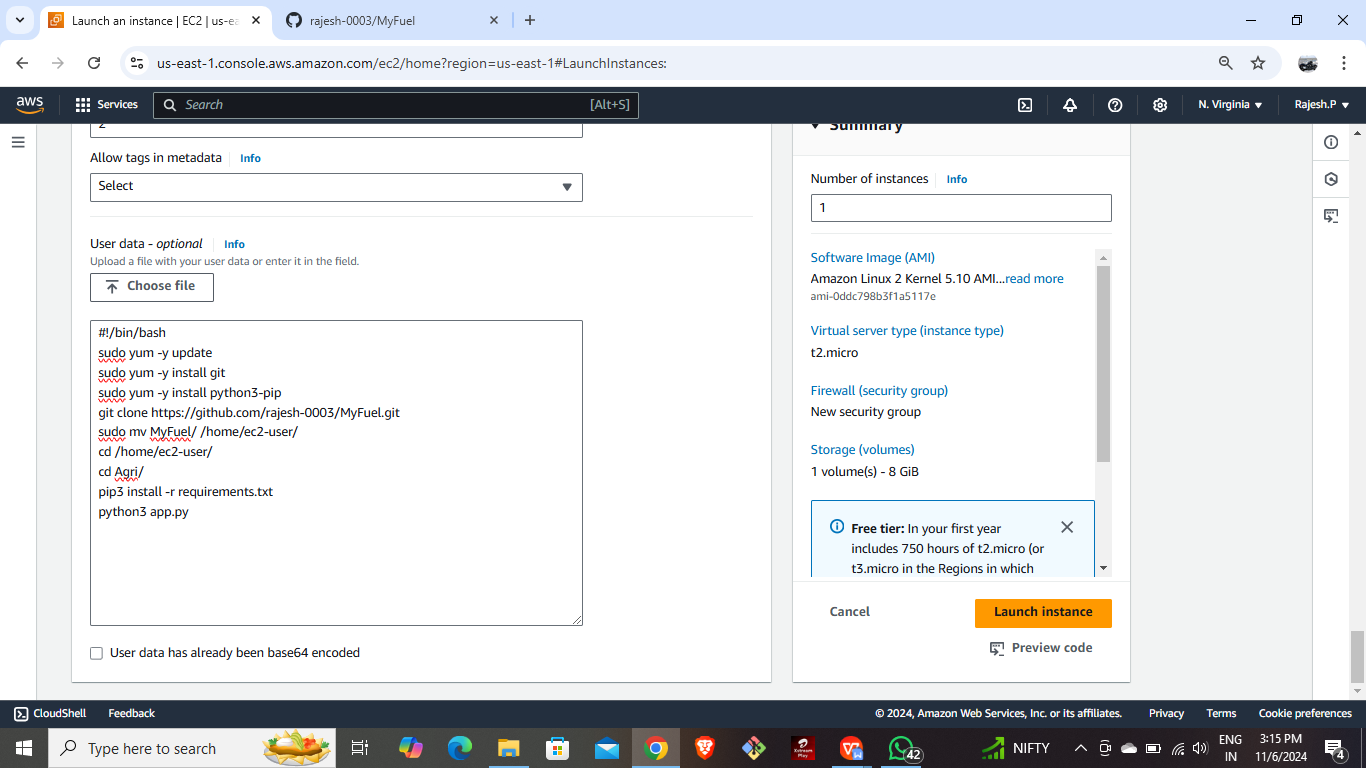 Launch an instance | EC2 | us-eas
rajesh-0003/MyFuel
us-east-1.console.aws.amazon.com/ec2/home?region=us-east-1#LaunchInstances:
aws
Services
Search
[Alt+S]
N. Virginia
Rajesh.P
2
Allow tags in metadata
Info
Select
User data - optional
Info
Upload a file with your user data or enter it in the field.
Choose file
#!/bin/bash
sudo yum -y update
sudo yum -y install git
sudo yum -y install python3-pip
git clone https://github.com/rajesh-0003/MyFuel.git
sudo mv MyFuel/ /home/ec2-user/
cd /home/ec2-user/
cd Agri/
pip3 install -r requirements.txt
python3 app.py
User data has already been base64 encoded
Summary
Number of instances
Info
1
Software Image (AMI)
Amazon Linux 2 Kernel 5.10 AMI...read more
ami-0ddc798b3f1a5117e
Virtual server type (instance type)
t2.micro
Firewall (security group)
New security group
Storage (volumes)
1 volume(s) - 8 GiB
Free tier: In your first year
includes 750 hours of t2.micro (or
t3.micro in the Regions in which
Cancel
Launch instance
Preview code
CloudShell
Feedback
© 2024, Amazon Web Services, Inc. or its affiliates.
Privacy
Terms
Cookie preferences
Type here to search
42
NIFTY
ENG
IN
3:15 PM
11/6/2024
4